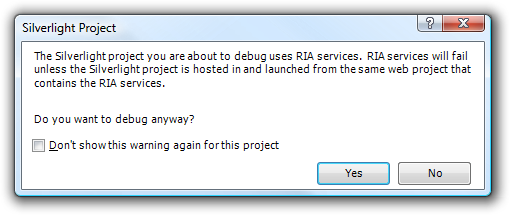 Silverlight Project
The Silverlight project you are about to debug uses RIA services. RIA services will fail
unless the Silverlight project is hosted in and launched from the same web project that
contains the RIA services.
Do you want to debug anyway?
Don't show this warning again for this project
Yes No